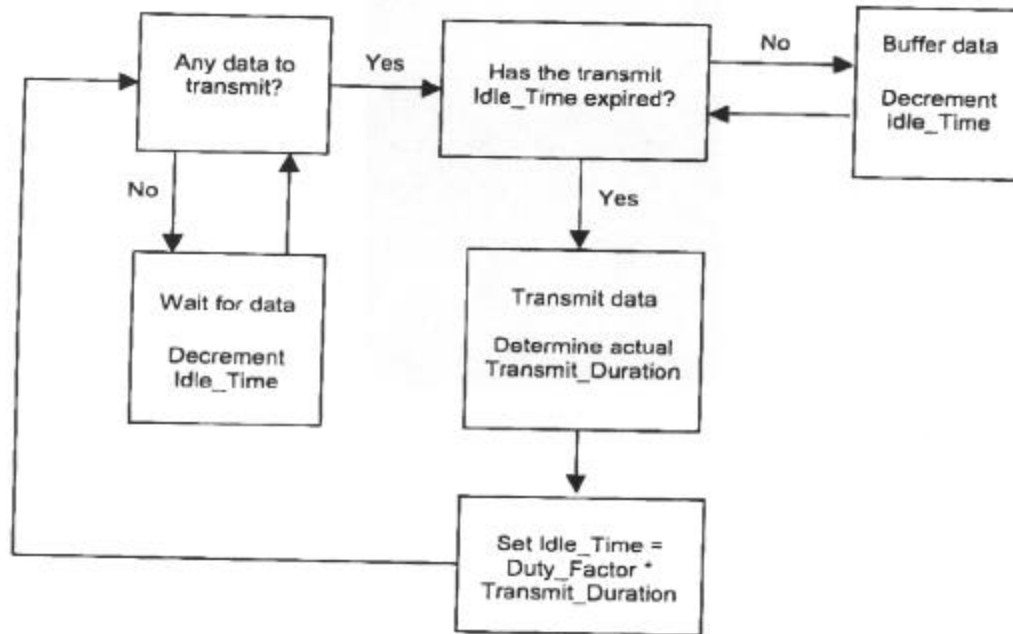 Any data to
transmit?
Yes
Has the transmit
Idle_Time expired?
No
Buffer data
Decrement
idle_Time
No
Yes
Wait for data
Decrement
Idle_Time
Transmit data
Determine actual
Transmit_Duration
Set Idle_Time =
Duty_Factor *
Transmit_Duration